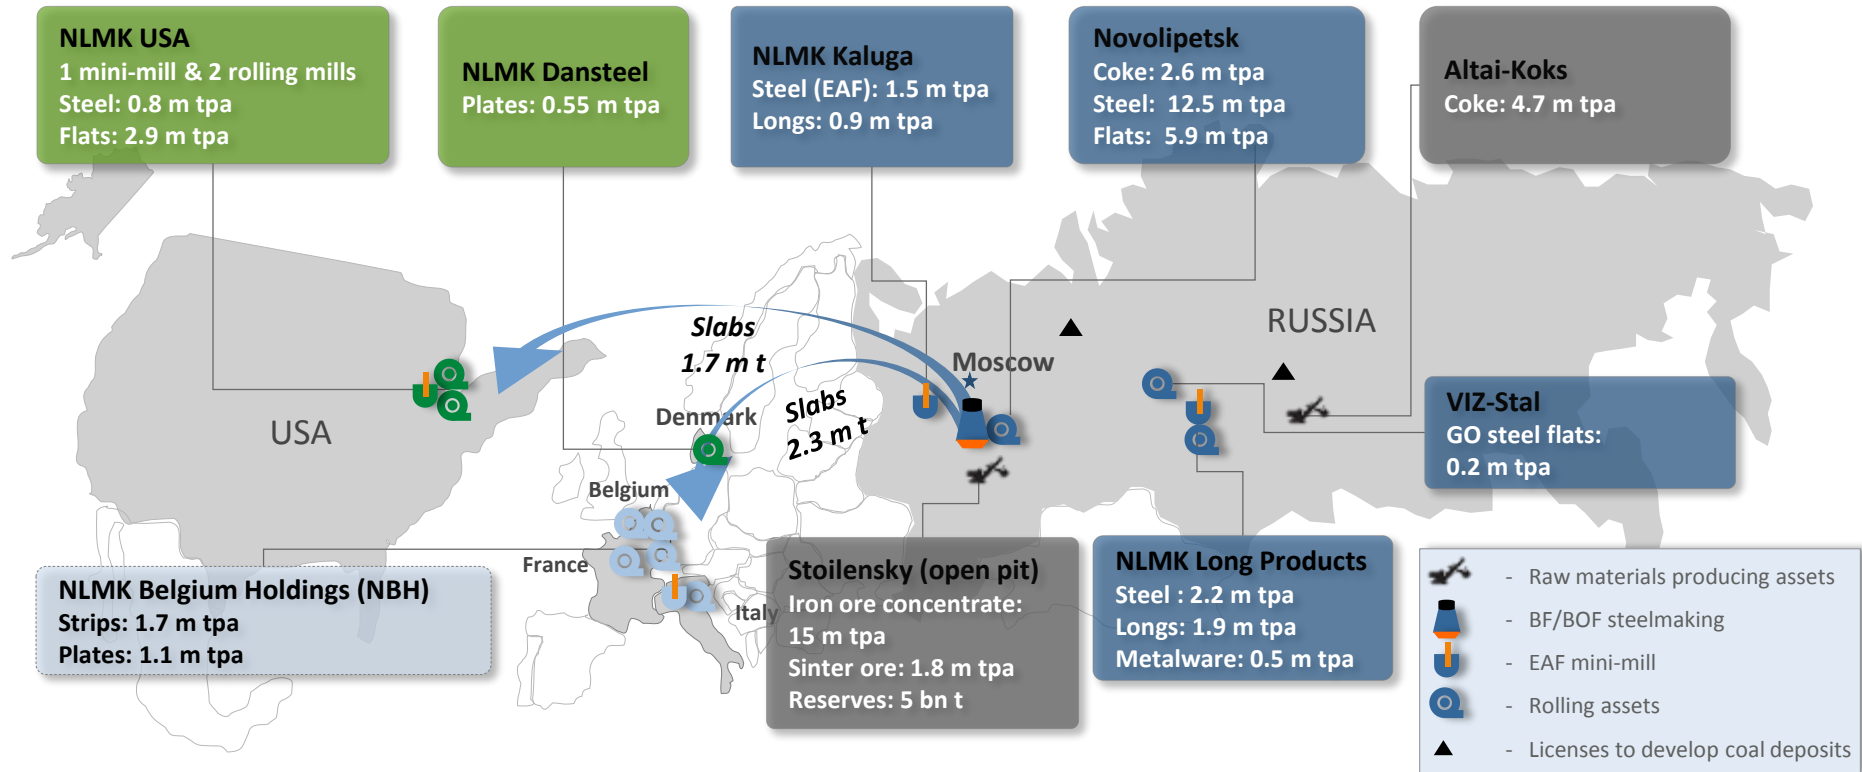 NLMK USA
1 mini-mill & 2 rolling mills
Steel: 0.8 m tpa
Flats: 2.9 m tpa
NLMK Dansteel
Plates: 0.55 m tpa
NLMK Kaluga
Steel (EAF): 1.5 m tpa
Longs: 0.9 m tpa
Novolipetsk
Coke: 2.6 m tpa
Steel: 12.5 m tpa
Flats: 5.9 m tpa
Altai-Koks
Coke: 4.7 m tpa
RUSSIA
Slabs
1.7 m t
Moscow
Slabs
2.3 m t
Denmark
USA
VIZ-Stal
GO steel flats:
0.2 m tpa
Belgium
France
Italy
NLMK Belgium Holdings (NBH)
Strips: 1.7 m tpa
Plates: 1.1 m tpa
Stoilensky (open pit)
Iron ore concentrate:
15 m tpa
Sinter ore: 1.8 m tpa
Reserves: 5 bn t
NLMK Long Products
Steel : 2.2 m tpa
Longs: 1.9 m tpa
Metalware: 0.5 m tpa
- Raw materials producing assets
- BF/BOF steelmaking
- EAF mini-mill
- Rolling assets
- Licenses to develop coal deposits